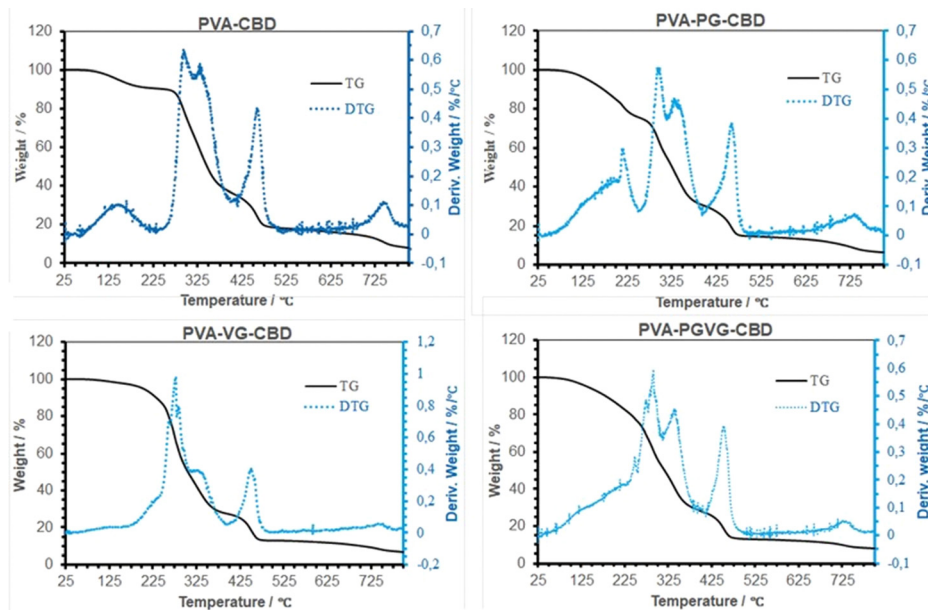 PVA-CBD
120
100
80
60
40
20
0
Weight / %
25 125 225 325 425 525 625 725
Temperature / °C
0,7
0,6
0,5
0,4
0,3
0,2
0,1
0
-0,1
Deriv. Weight / %/°C
TG
DTG
PVA-PG-CBD
120
100
80
60
40
20
0
Weight / %
25 125 225 325 425 525 625 725
Temperature / °C
0,7
0,6
0,5
0,4
0,3
0,2
0,1
0
-0,1
Deriv. Weight / %/°C
TG
DTG
PVA-VG-CBD
120
100
80
60
40
20
0
Weight / %
25 125 225 325 425 525 625 725
Temperature / °C
1,2
1
0,8
0,6
0,4
0,2
0
-0,2
Deriv. Weight / %/°C
TG
DTG
PVA-PGVG-CBD
120
100
80
60
40
20
0
Weight / %
25 125 225 325 425 525 625 725
Temperature / °C
0,7
0,6
0,5
0,4
0,3
0,2
0,1
0
-0,1
Deriv. Weight / %/°C
TG
DTG